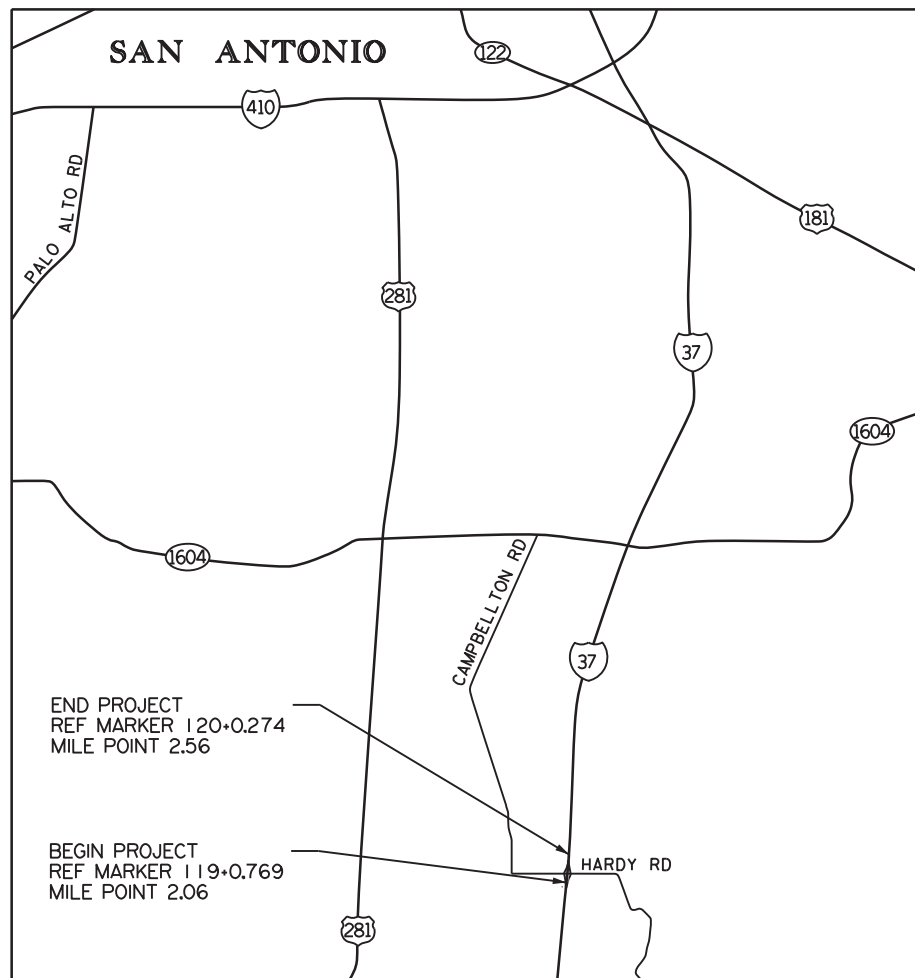 SAN ANTONIO
122
410
PALO ALTO RD
181
281
37
1604
1604
CAMPBELLTON RD
37
END PROJECT
REF MARKER 120+0.274
MILE POINT 2.56
BEGIN PROJECT
REF MARKER 119+0.769
MILE POINT 2.06
HARDY RD
281